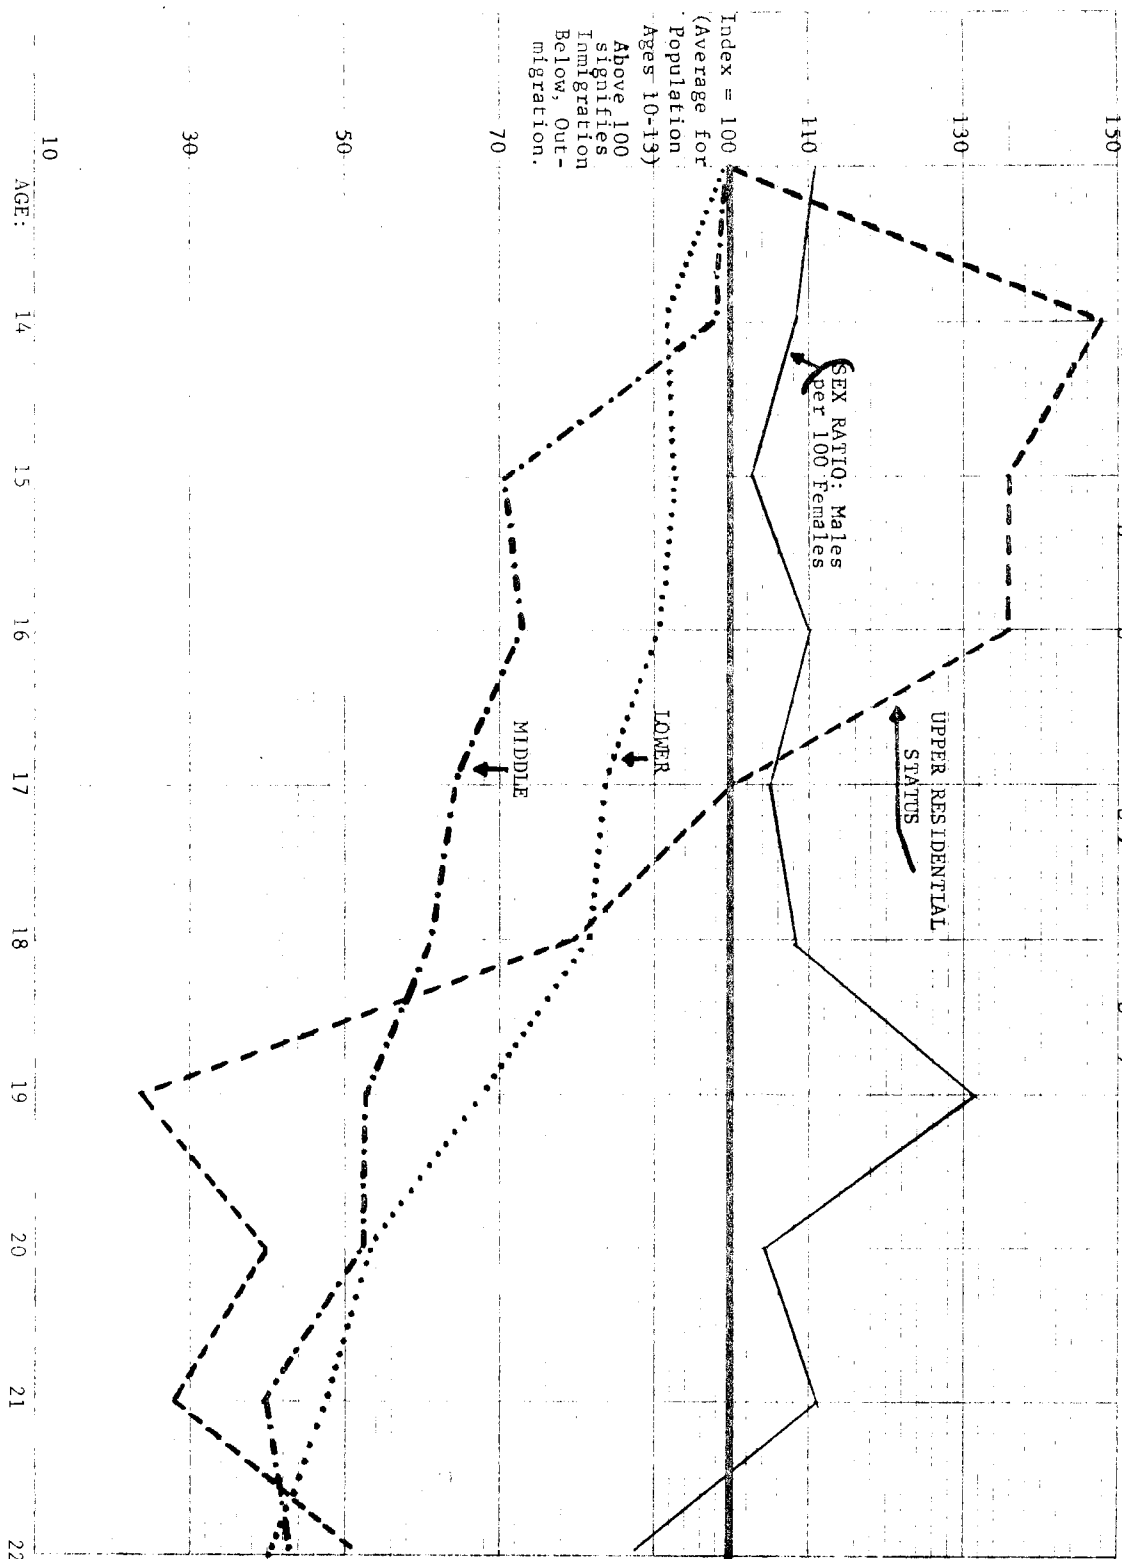 150
130
110
Index = 100
(Average for
Population
Ages 10-13)
Above 100
signifies
Inmigration
Below, Out-
migration.
70
50
30
10
SEX RATIO: Males
per 100 Females
UPPER RESIDENTIAL
STATUS
LOWER
MIDDLE
AGE: 14 15 16 17 18 19 20 21 22